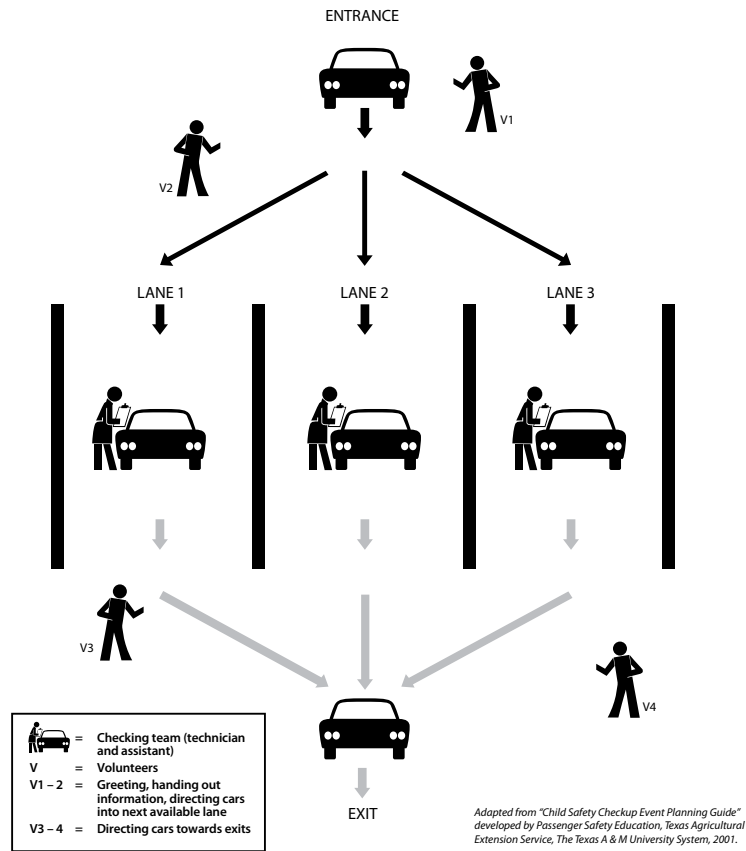 ENTRANCE
V1
V2
LANE 1
LANE 2
LANE 3
V3
V4
= Checking team (technician
and assistant)
V = Volunteers
V1 – 2 = Greeting, handing out
information, directing cars
into next available lane
V3 – 4 = Directing cars towards exits
EXIT
Adapted from “Child Safety Checkup Event Planning Guide”
developed by Passenger Safety Education, Texas Agricultural
Extension Service, The Texas A & M University System, 2001.